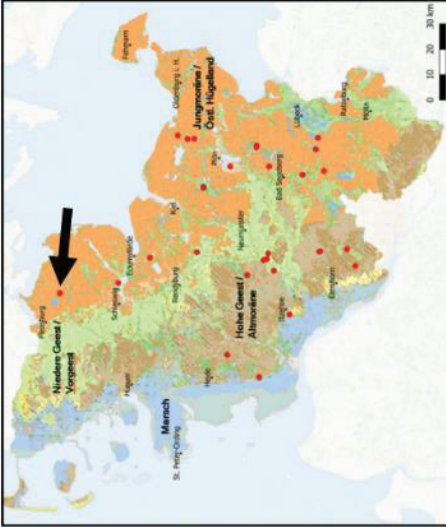 Fehmarn
Oldenburg i. H.
Jungmoräne /
Östl. Hügelland
Flensburg
Niedere Geest /
Vorgeest
Schleswig
Eckernförde
Kiel
Plön
Husum
Rendsburg
Neumünster
Bad Segeberg
Lübeck
Ratzeburg
Mölln
Marsch
St. Peter-Ording
Heide
Hohe Geest /
Altmoräne
Itzehoe
Elmshorn
0 10 20 30 km